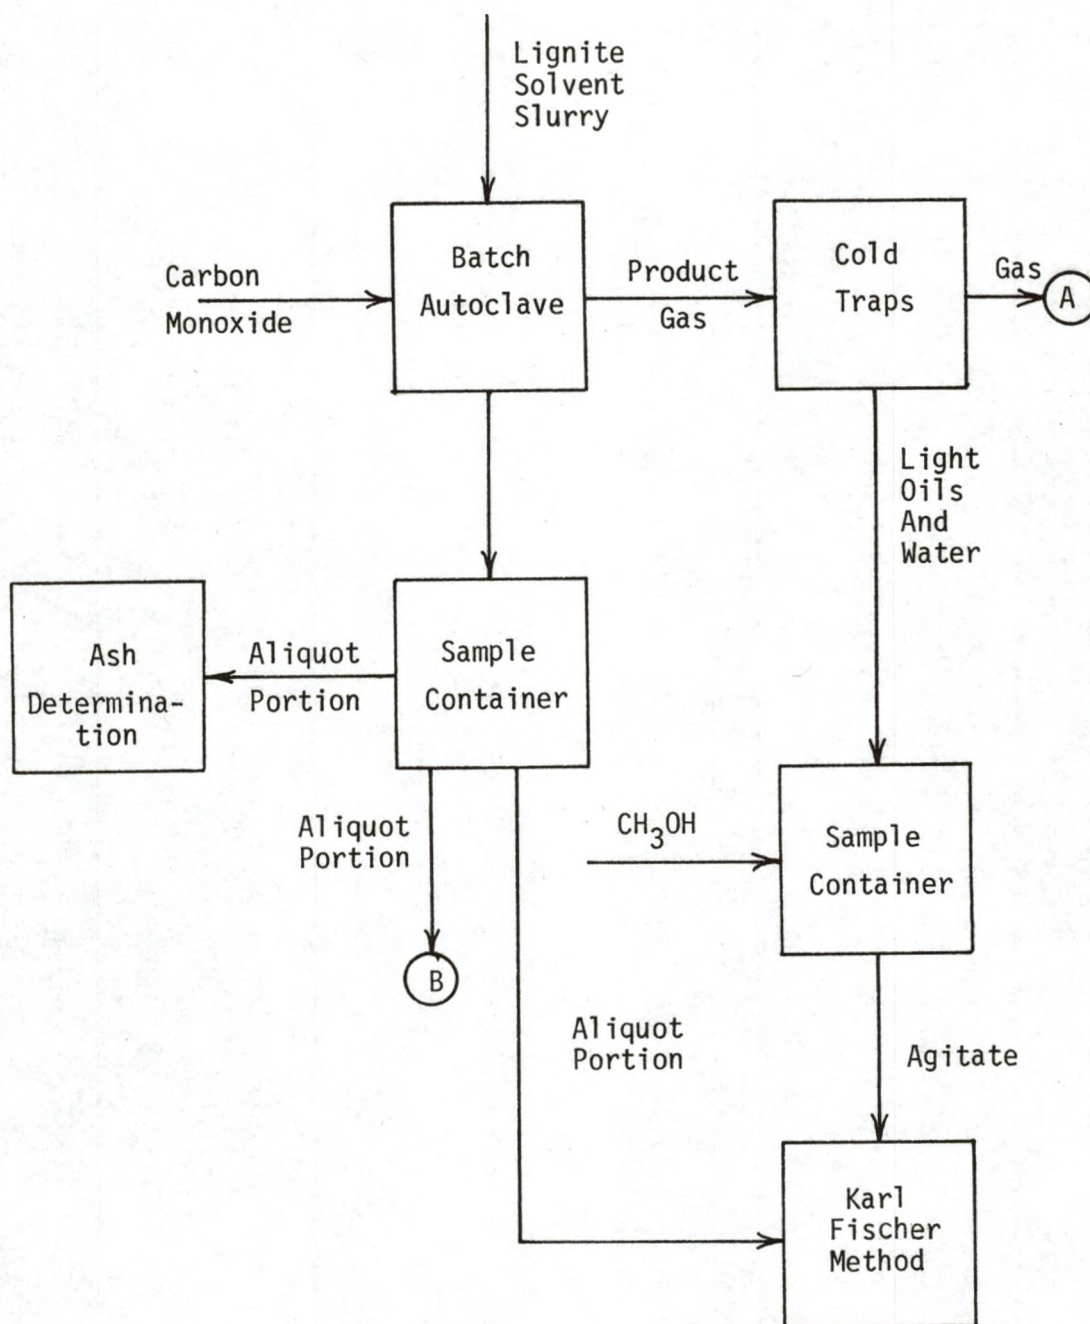 Lignite
Solvent
Slurry
Batch
Autoclave
Carbon
Monoxide
Product
Gas
Cold
Traps
Gas
A
Light
Oils
And
Water
Ash
Determina-
tion
Aliquot
Portion
Sample
Container
Aliquot
Portion
B
CH3OH
Sample
Container
Aliquot
Portion
Agitate
Karl
Fischer
Method